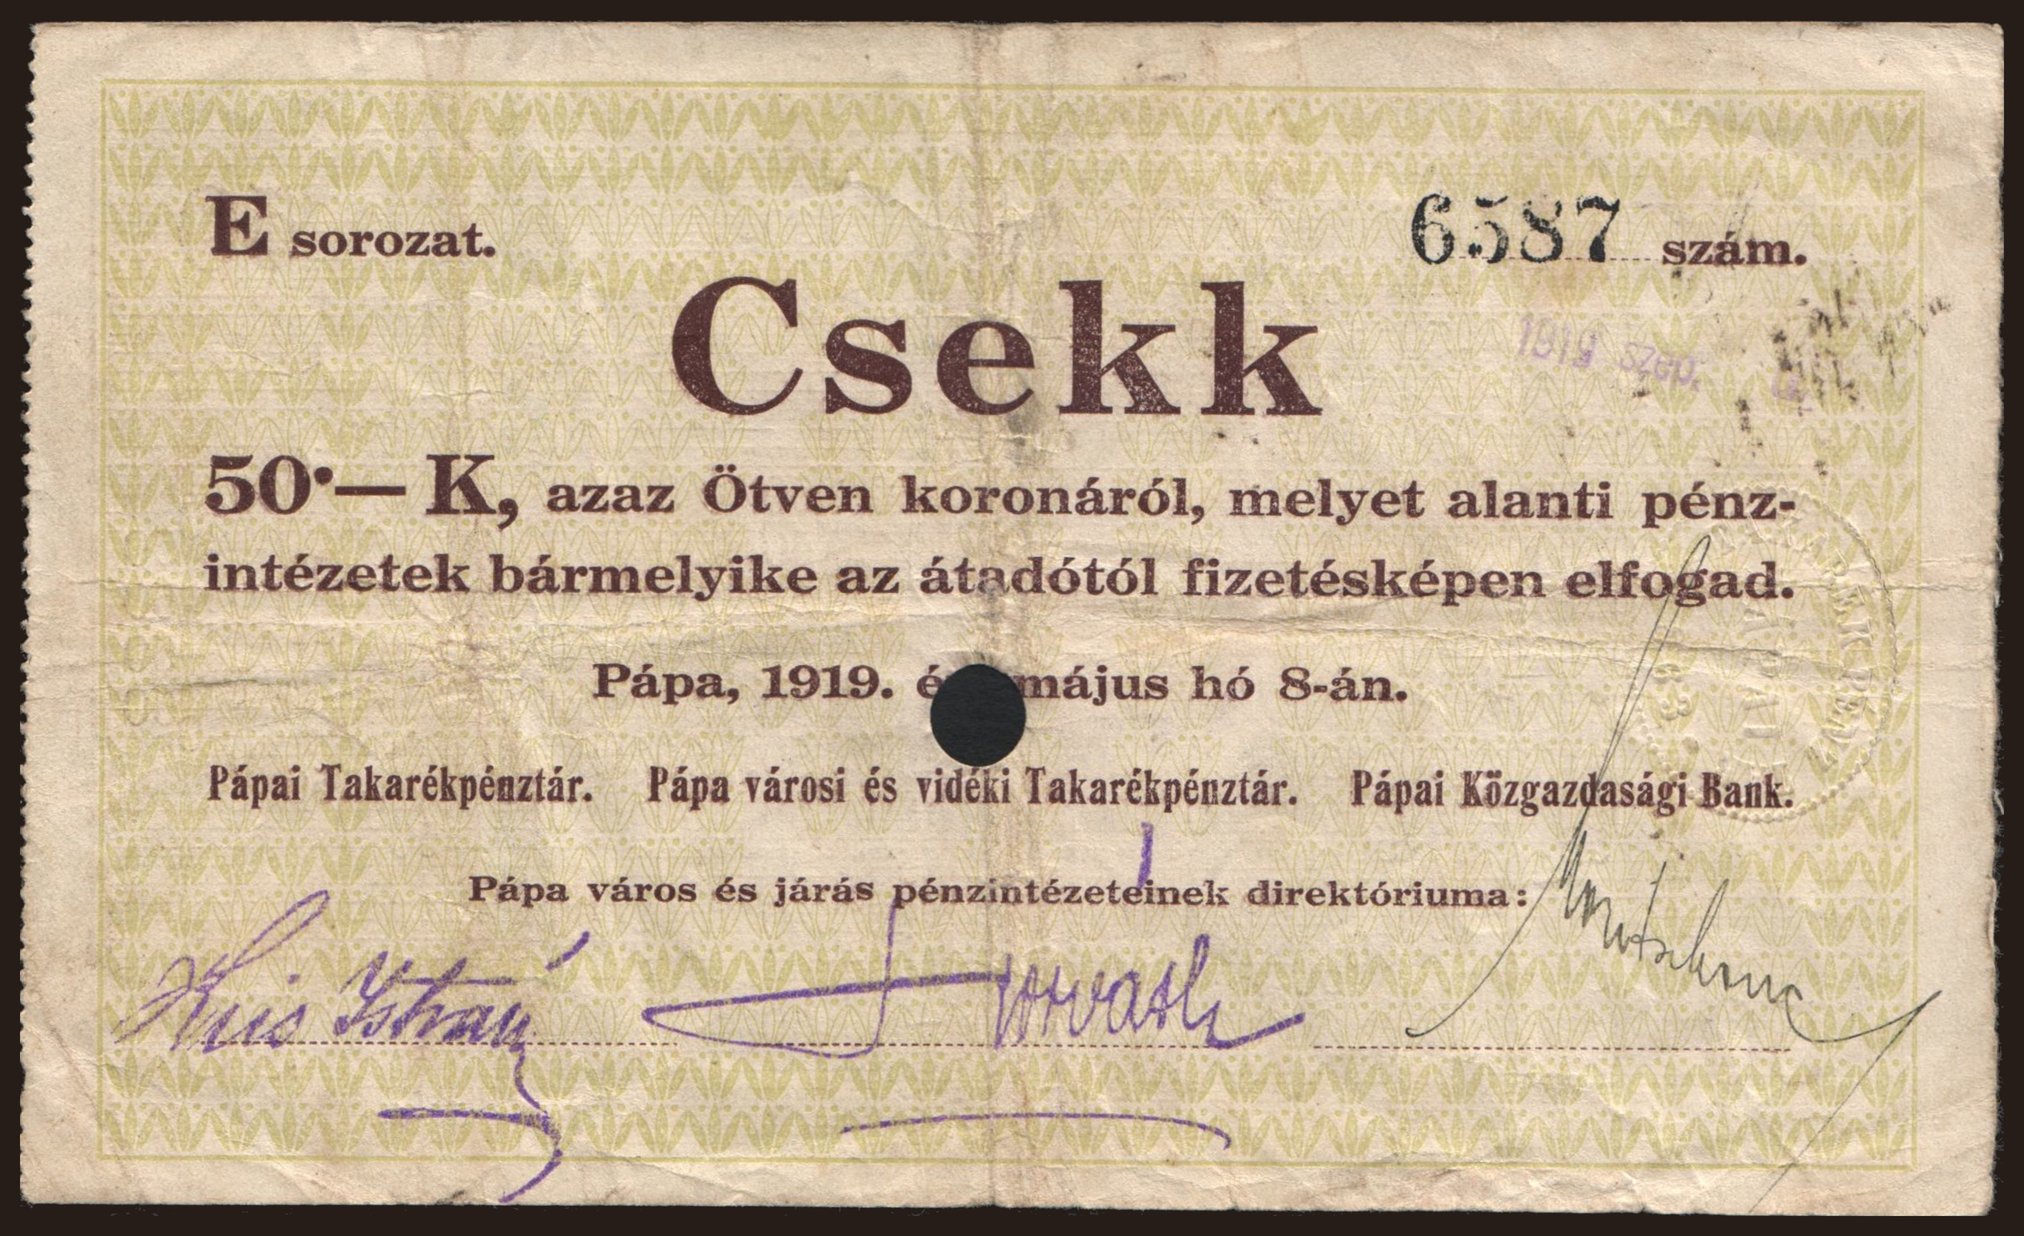 E sorozat.
6587 szám.
Csekk
1919 szep.
50·— K, azaz Ötven koronáról, melyet alanti pénz-
intézetek bármelyike az átadótól fizetésképen elfogad.
Pápa, 1919. é május hó 8-án.
Pápai Takarékpénztár. Pápa városi és vidéki Takarékpénztár. Pápai Közgazdasági Bank.
Pápa város és járás pénzintézeteinek direktóriuma:
Kis István Horváth